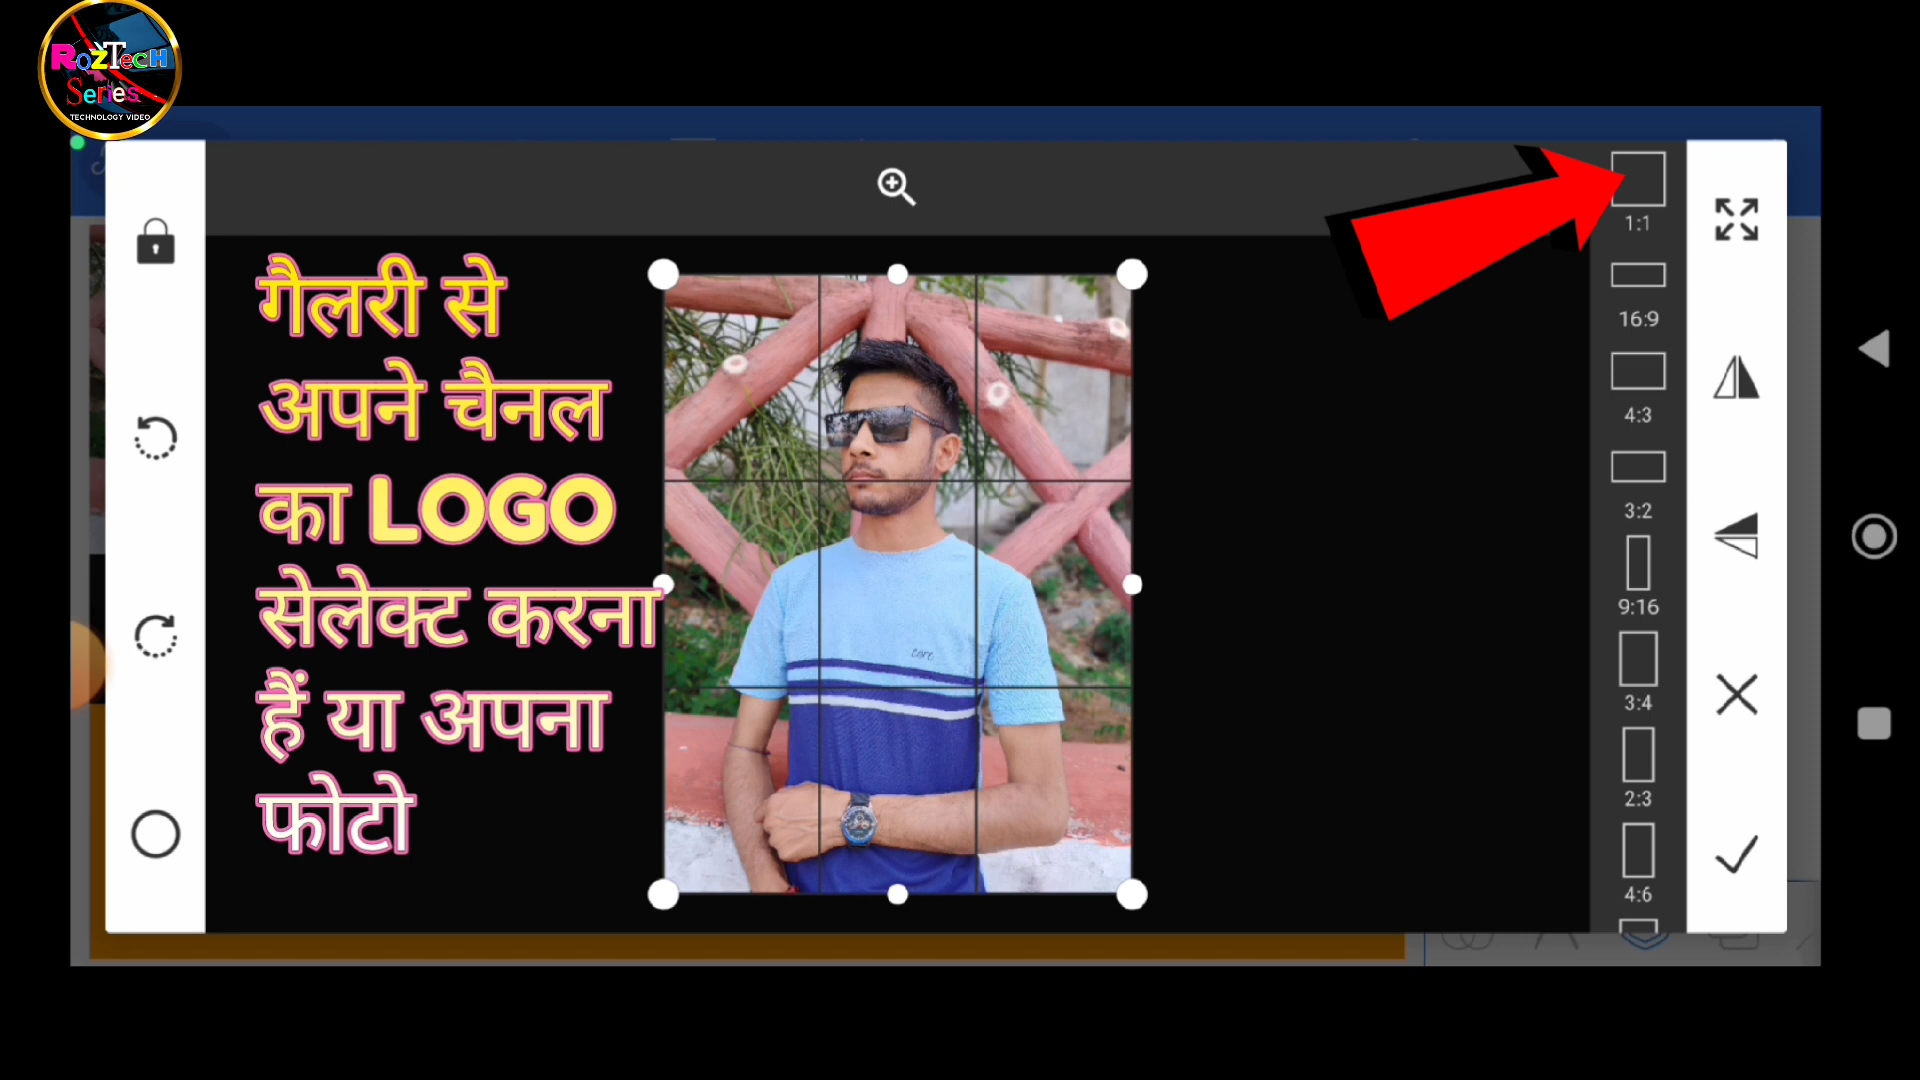 RozTech
Series
TECHNOLOGY VIDEO
गैलरी से
अपने चैनल
का LOGO
सेलेक्ट करना
हैं या अपना
फोटो
1:1
16:9
4:3
3:2
9:16
3:4
2:3
4:6